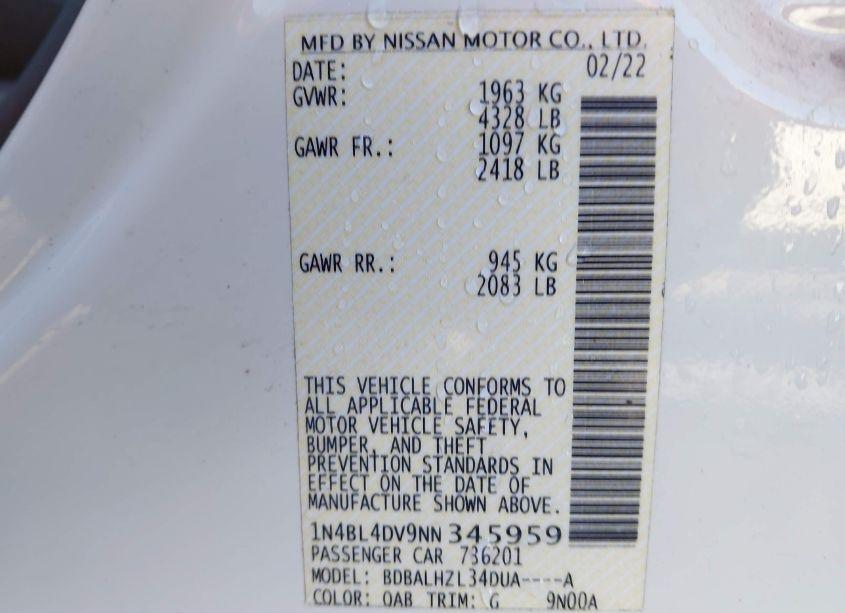 MFD BY NISSAN MOTOR CO., LTD.
DATE: 02/22
GVWR: 1963 KG
4328 LB
GAWR FR.: 1097 KG
2418 LB
GAWR RR.: 945 KG
2083 LB
THIS VEHICLE CONFORMS TO
ALL APPLICABLE FEDERAL
MOTOR VEHICLE SAFETY,
BUMPER, AND THEFT
PREVENTION STANDARDS IN
EFFECT ON THE DATE OF
MANUFACTURE SHOWN ABOVE.
1N4BL4DV9NN345959
PASSENGER CAR 736201
MODEL: BDBALHZL34DUA----A
COLOR: QAB TRIM: G 9N00A